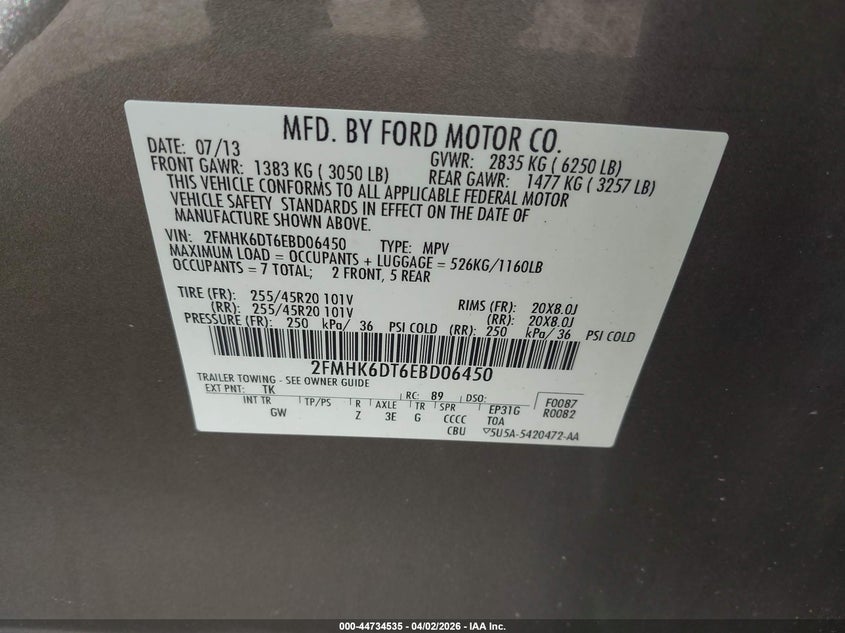 MFD. BY FORD MOTOR CO.
DATE: 07/13 GVWR: 2835 KG ( 6250 LB)
FRONT GAWR: 1383 KG ( 3050 LB) REAR GAWR: 1477 KG ( 3257 LB)
THIS VEHICLE CONFORMS TO ALL APPLICABLE FEDERAL MOTOR
VEHICLE SAFETY STANDARDS IN EFFECT ON THE DATE OF
MANUFACTURE SHOWN ABOVE.
VIN: 2FMHK6DT6EBD06450 TYPE: MPV
MAXIMUM LOAD = OCCUPANTS + LUGGAGE = 526KG/1160LB
OCCUPANTS = 7 TOTAL; 2 FRONT, 5 REAR
TIRE (FR): 255/45R20 101V RIMS (FR): 20X8.0J
(RR): 255/45R20 101V (RR): 20X8.0J
PRESSURE (FR): 250 kPa/ 36 PSI COLD (RR): 250 kPa/ 36 PSI COLD
2FMHK6DT6EBD06450
TRAILER TOWING - SEE OWNER GUIDE
EXT PNT: TK RC: 89 DSO: F0087
INT TR TP/PS R AXLE TR SPR EP31G R0082
GW Z 3E G CCCC TOA
CBU 5U5A-5420472-AA
000-44734535 - 04/02/2026 - IAA Inc.